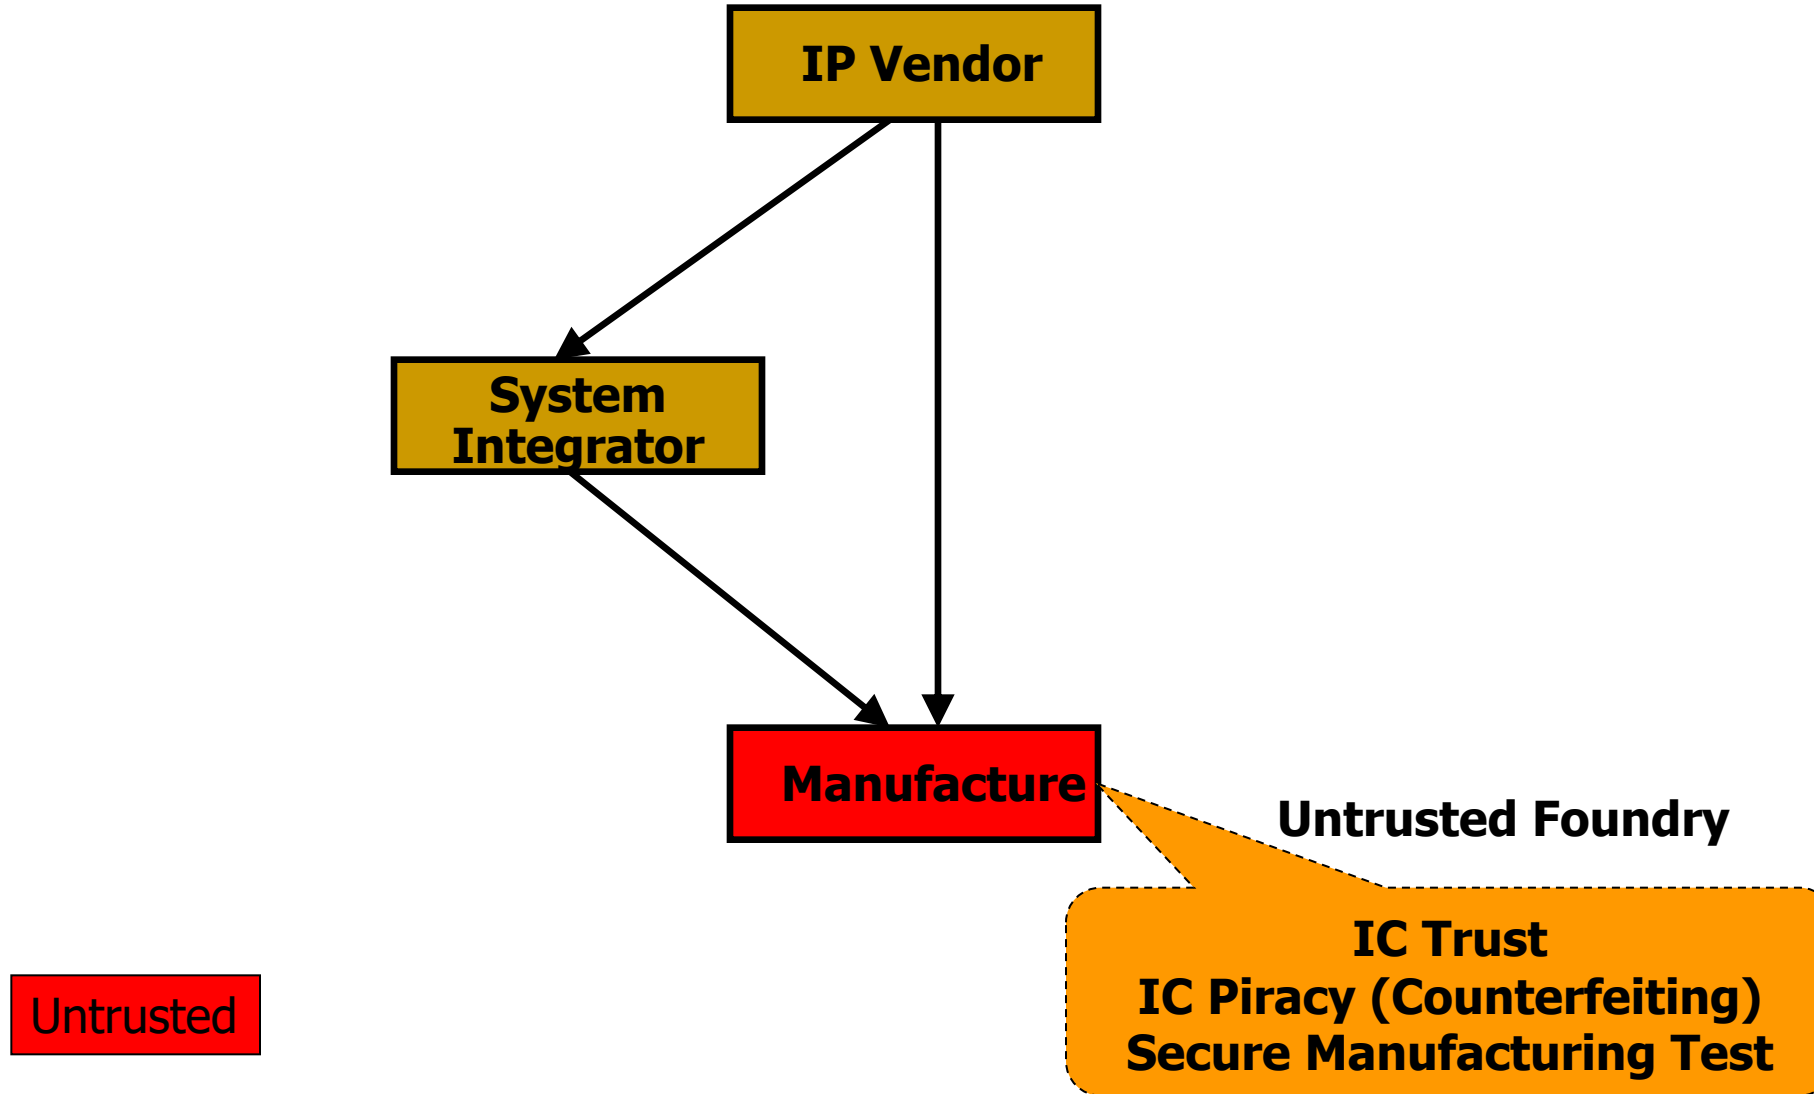 IP Vendor
System
Integrator
Manufacture
Untrusted Foundry
IC Trust
IC Piracy (Counterfeiting)
Secure Manufacturing Test
Untrusted